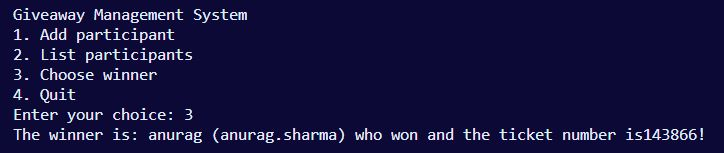 Giveaway Management System
1. Add participant
2. List participants
3. Choose winner
4. Quit
Enter your choice: 3
The winner is: anurag (anurag.sharma) who won and the ticket number is143866!